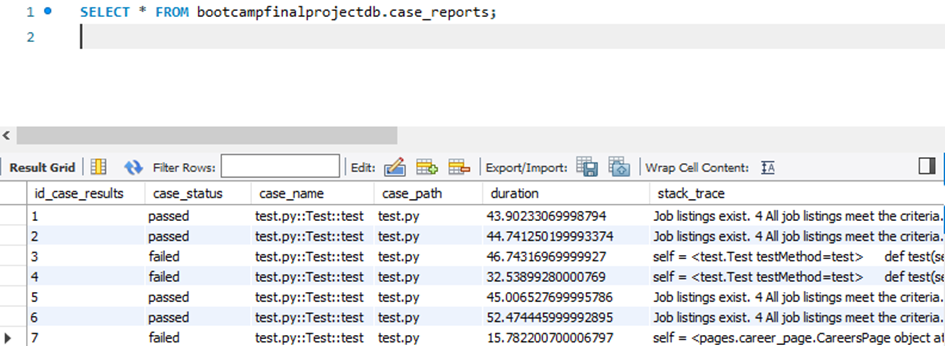 1 SELECT * FROM bootcampfinalprojectdb.case_reports;
2
Result Grid Filter Rows: Edit: Export/Import: Wrap Cell Content: IA
id_case_results case_status case_name case_path duration stack_trace
1 passed test.py::Test::test test.py 43.90233069998794 Job listings exist. 4 All job listings meet the criteria.
2 passed test.py::Test::test test.py 44.741250199993374 Job listings exist. 4 All job listings meet the criteria.
3 failed test.py::Test::test test.py 46.74316969999927 self = <test.Test testMethod=test> def test(se
4 failed test.py::Test::test test.py 32.53899280000769 self = <test.Test testMethod=test> def test(se
5 passed test.py::Test::test test.py 45.006527699995786 Job listings exist. 4 All job listings meet the criteria.
6 passed test.py::Test::test test.py 52.474445999992895 Job listings exist. 4 All job listings meet the criteria.
7 failed test.py::Test::test test.py 15.782200700006797 self = <pages.career_page.CareersPage object at